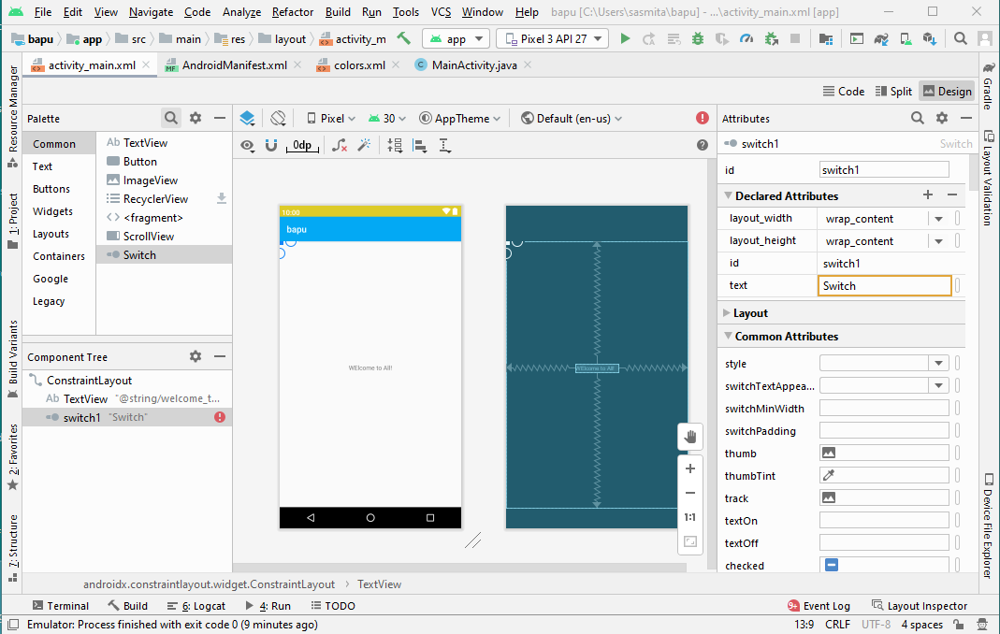 File Edit View Navigate Code Analyze Refactor Build Run Tools VCS Window Help bapu [C:\Users\sasmita\bapu] - ...\activity_main.xml [app]
bapu app src main res layout activity_m app Pixel 3 API 27
activity_main.xml AndroidManifest.xml colors.xml MainActivity.java
Code Split Design
Resource Manager
1: Project
Build Variants
2: Favorites
7: Structure
Palette
Common
Text
Buttons
Widgets
Layouts
Containers
Google
Legacy
Ab TextView
Button
ImageView
RecyclerView
<fragment>
ScrollView
Switch
Component Tree
ConstraintLayout
Ab TextView "@string/welcome_t...
switch1 "Switch"
Pixel 30 AppTheme Default (en-us)
0dp
10:00
bapu
WElcome to All!
WElcome to All!
1:1
Attributes
switch1 Switch
id switch1
Declared Attributes
layout_width wrap_content
layout_height wrap_content
id switch1
text Switch
Layout
Common Attributes
style
switchTextAppea...
switchMinWidth
switchPadding
thumb
thumbTint
track
textOn
textOff
checked
Gradle
Layout Validation
Device File Explorer
androidx.constraintlayout.widget.ConstraintLayout › TextView
Terminal Build 6: Logcat 4: Run TODO 9+ Event Log Layout Inspector
Emulator: Process finished with exit code 0 (9 minutes ago) 13:9 CRLF UTF-8 4 spaces